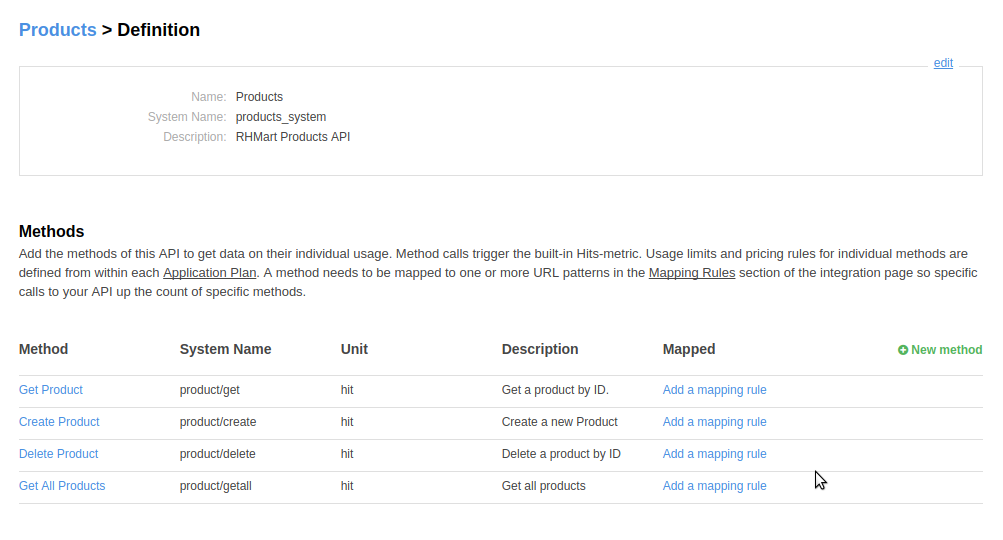 Products > Definition
edit
Name: Products
System Name: products_system
Description: RHMart Products API
Methods
Add the methods of this API to get data on their individual usage. Method calls trigger the built-in Hits-metric. Usage limits and pricing rules for individual methods are
defined from within each Application Plan. A method needs to be mapped to one or more URL patterns in the Mapping Rules section of the integration page so specific
calls to your API up the count of specific methods.
Method System Name Unit Description Mapped New method
Get Product product/get hit Get a product by ID. Add a mapping rule
Create Product product/create hit Create a new Product Add a mapping rule
Delete Product product/delete hit Delete a product by ID Add a mapping rule
Get All Products product/getall hit Get all products Add a mapping rule